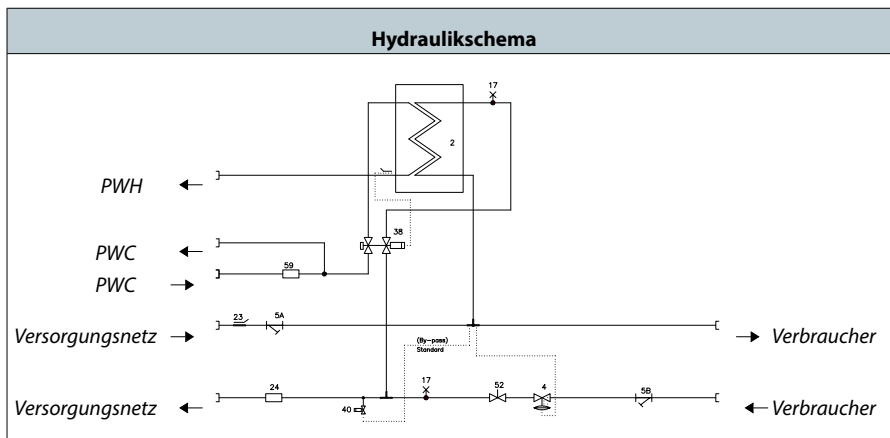 Hydraulikschema
17
2
PWH
38
PWC
59
PWC
23
5A
Versorgungsnetz
Verbraucher
(By-pass)
Standard
24
17
52
4
5B
Versorgungsnetz
40
Verbraucher